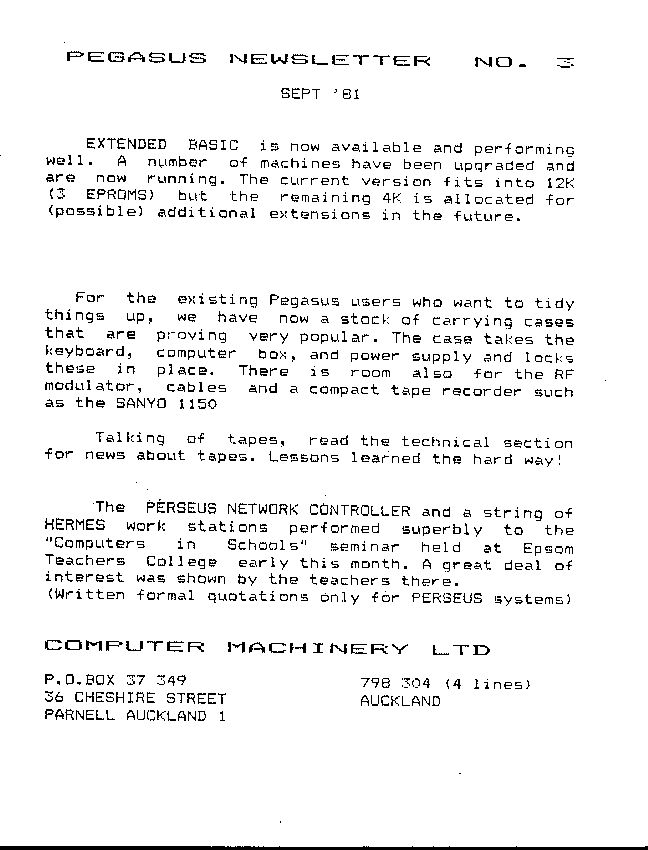 PEGASUS NEWSLETTER NO. 3
SEPT '81
EXTENDED BASIC is now available and performing
well. A number of machines have been upgraded and
are now running. The current version fits into 12K
(3 EPROMS) but the remaining 4K is allocated for
(possible) additional extensions in the future.
For the existing Pegasus users who want to tidy
things up, we have now a stock of carrying cases
that are proving very popular. The case takes the
keyboard, computer box, and power supply and locks
these in place. There is room also for the RF
modulator, cables and a compact tape recorder such
as the SANYO 1150
Talking of tapes, read the technical section
for news about tapes. Lessons learned the hard way!
The PERSEUS NETWORK CONTROLLER and a string of
HERMES work stations performed superbly to the
"Computers in Schools" seminar held at Epsom
Teachers College early this month. A great deal of
interest was shown by the teachers there.
(Written formal quotations only for PERSEUS systems)
COMPUTER MACHINERY LTD
P.O.BOX 37 349 798 304 (4 lines)
36 CHESHIRE STREET AUCKLAND
PARNELL AUCKLAND 1